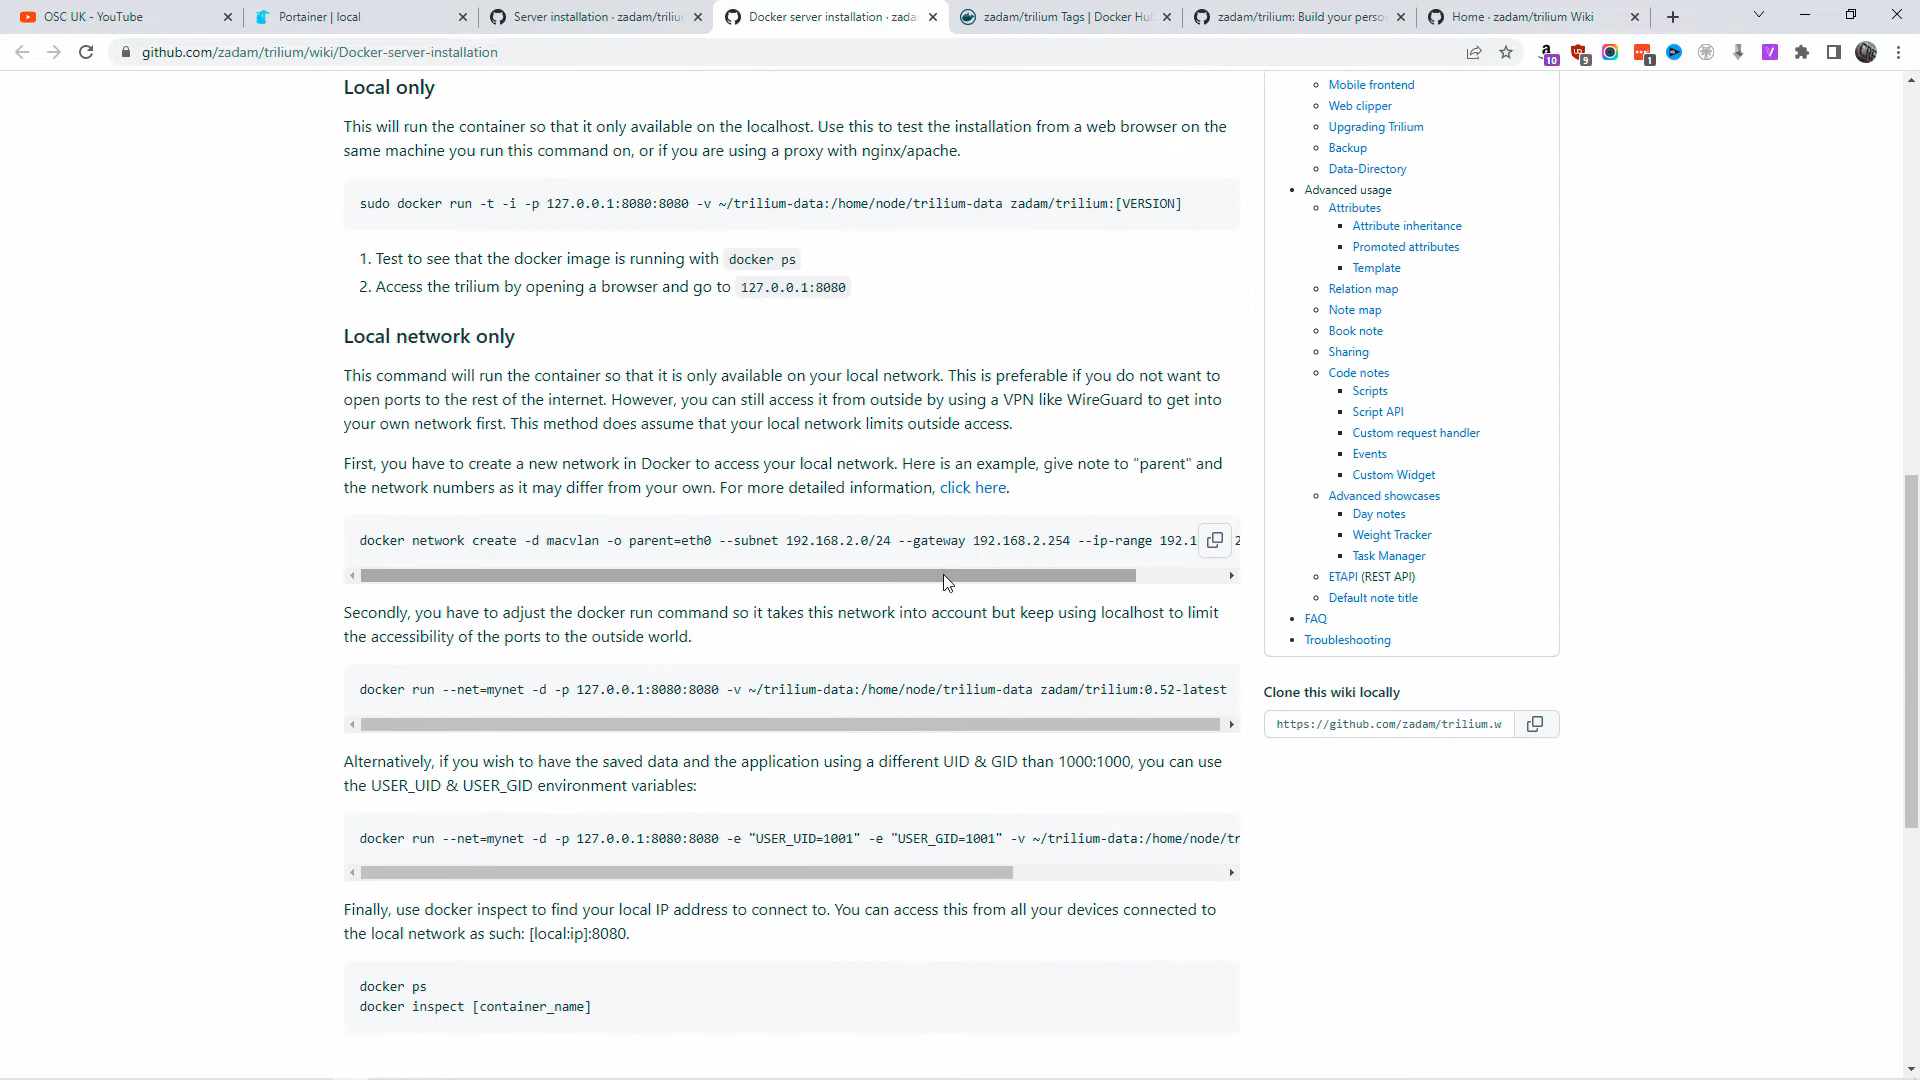 OSC UK - YouTube
Portainer | local
Server installation · zadam/triliu
Docker server installation · zada
zadam/trilium Tags | Docker Hu
zadam/trilium: Build your perso
Home · zadam/trilium Wiki
github.com/zadam/trilium/wiki/Docker-server-installation
10
9
1
Local only
This will run the container so that it only available on the localhost. Use this to test the installation from a web browser on the
same machine you run this command on, or if you are using a proxy with nginx/apache.
sudo docker run -t -i -p 127.0.0.1:8080:8080 -v ~/trilium-data:/home/node/trilium-data zadam/trilium:[VERSION]
1. Test to see that the docker image is running with docker ps
2. Access the trilium by opening a browser and go to 127.0.0.1:8080
Local network only
This command will run the container so that it is only available on your local network. This is preferable if you do not want to
open ports to the rest of the internet. However, you can still access it from outside by using a VPN like WireGuard to get into
your own network first. This method does assume that your local network limits outside access.
First, you have to create a new network in Docker to access your local network. Here is an example, give note to "parent" and
the network numbers as it may differ from your own. For more detailed information, click here.
docker network create -d macvlan -o parent=eth0 --subnet 192.168.2.0/24 --gateway 192.168.2.254 --ip-range 192.1 2
Secondly, you have to adjust the docker run command so it takes this network into account but keep using localhost to limit
the accessibility of the ports to the outside world.
docker run --net=mynet -d -p 127.0.0.1:8080:8080 -v ~/trilium-data:/home/node/trilium-data zadam/trilium:0.52-latest
Alternatively, if you wish to have the saved data and the application using a different UID & GID than 1000:1000, you can use
the USER_UID & USER_GID environment variables:
docker run --net=mynet -d -p 127.0.0.1:8080:8080 -e "USER_UID=1001" -e "USER_GID=1001" -v ~/trilium-data:/home/node/tr
Finally, use docker inspect to find your local IP address to connect to. You can access this from all your devices connected to
the local network as such: [local:ip]:8080.
docker ps
docker inspect [container_name]
Mobile frontend
Web clipper
Upgrading Trilium
Backup
Data-Directory
Advanced usage
Attributes
Attribute inheritance
Promoted attributes
Template
Relation map
Note map
Book note
Sharing
Code notes
Scripts
Script API
Custom request handler
Events
Custom Widget
Advanced showcases
Day notes
Weight Tracker
Task Manager
ETAPI (REST API)
Default note title
FAQ
Troubleshooting
Clone this wiki locally
https://github.com/zadam/trilium.w